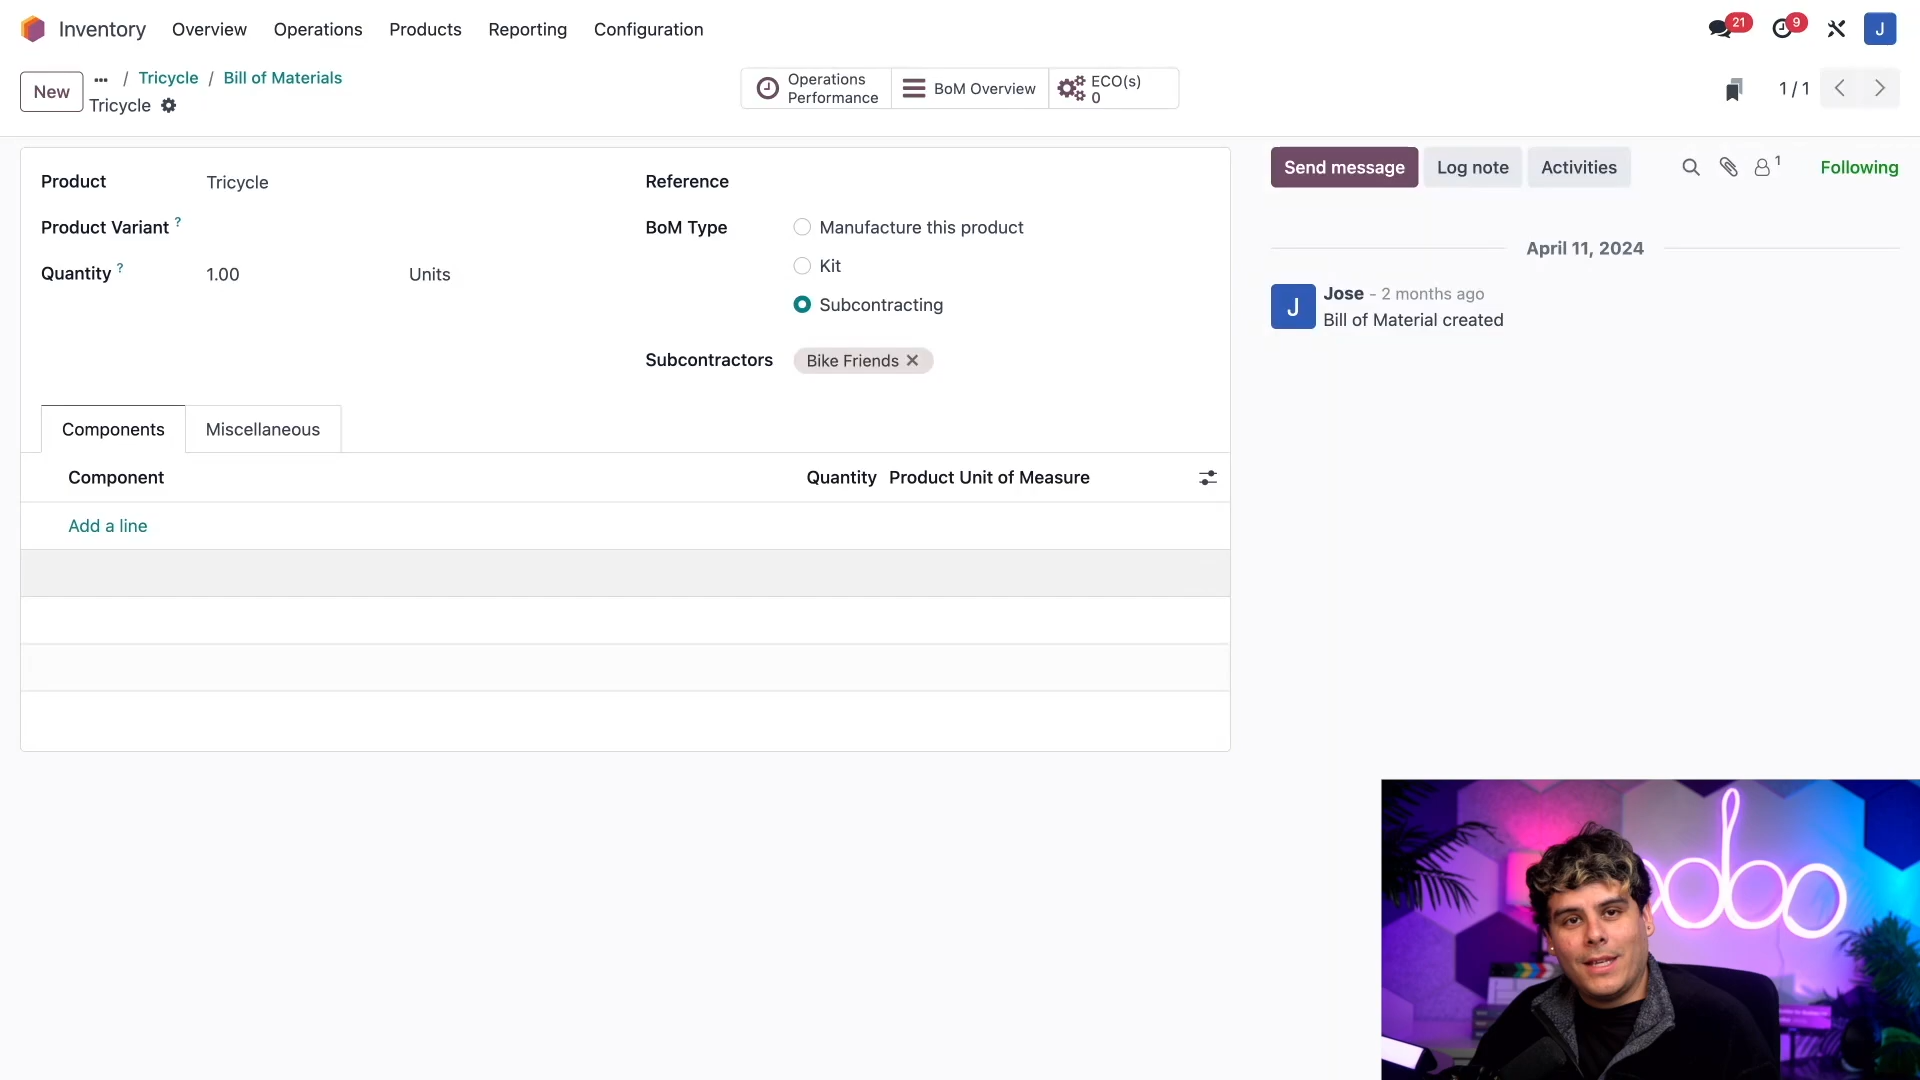 Inventory Overview Operations Products Reporting Configuration 21 9 J
New ... / Tricycle / Bill of Materials
Tricycle
Operations Performance
BoM Overview
ECO(s) 0
1 / 1
Product Tricycle
Product Variant ?
Quantity ? 1.00 Units
Reference
BoM Type Manufacture this product
Kit
Subcontracting
Subcontractors Bike Friends
Components Miscellaneous
Component Quantity Product Unit of Measure
Add a line
Send message Log note Activities 1 Following
April 11, 2024
J Jose - 2 months ago
Bill of Material created
odoo